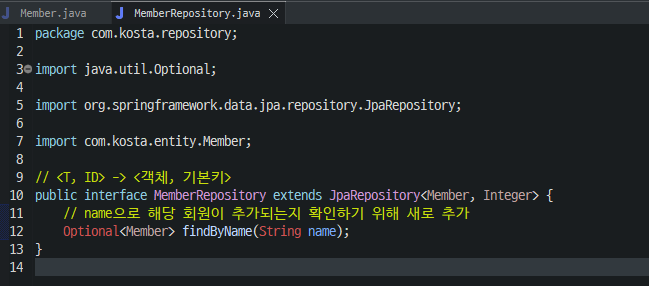 Member.java MemberRepository.java
1 package com.kosta.repository;
2
3 import java.util.Optional;
4
5 import org.springframework.data.jpa.repository.JpaRepository;
6
7 import com.kosta.entity.Member;
8
9 // <T, ID> -> <객체, 기본키>
10 public interface MemberRepository extends JpaRepository<Member, Integer> {
11 // name으로 해당 회원이 추가되는지 확인하기 위해 새로 추가
12 Optional<Member> findByName(String name);
13 }
14